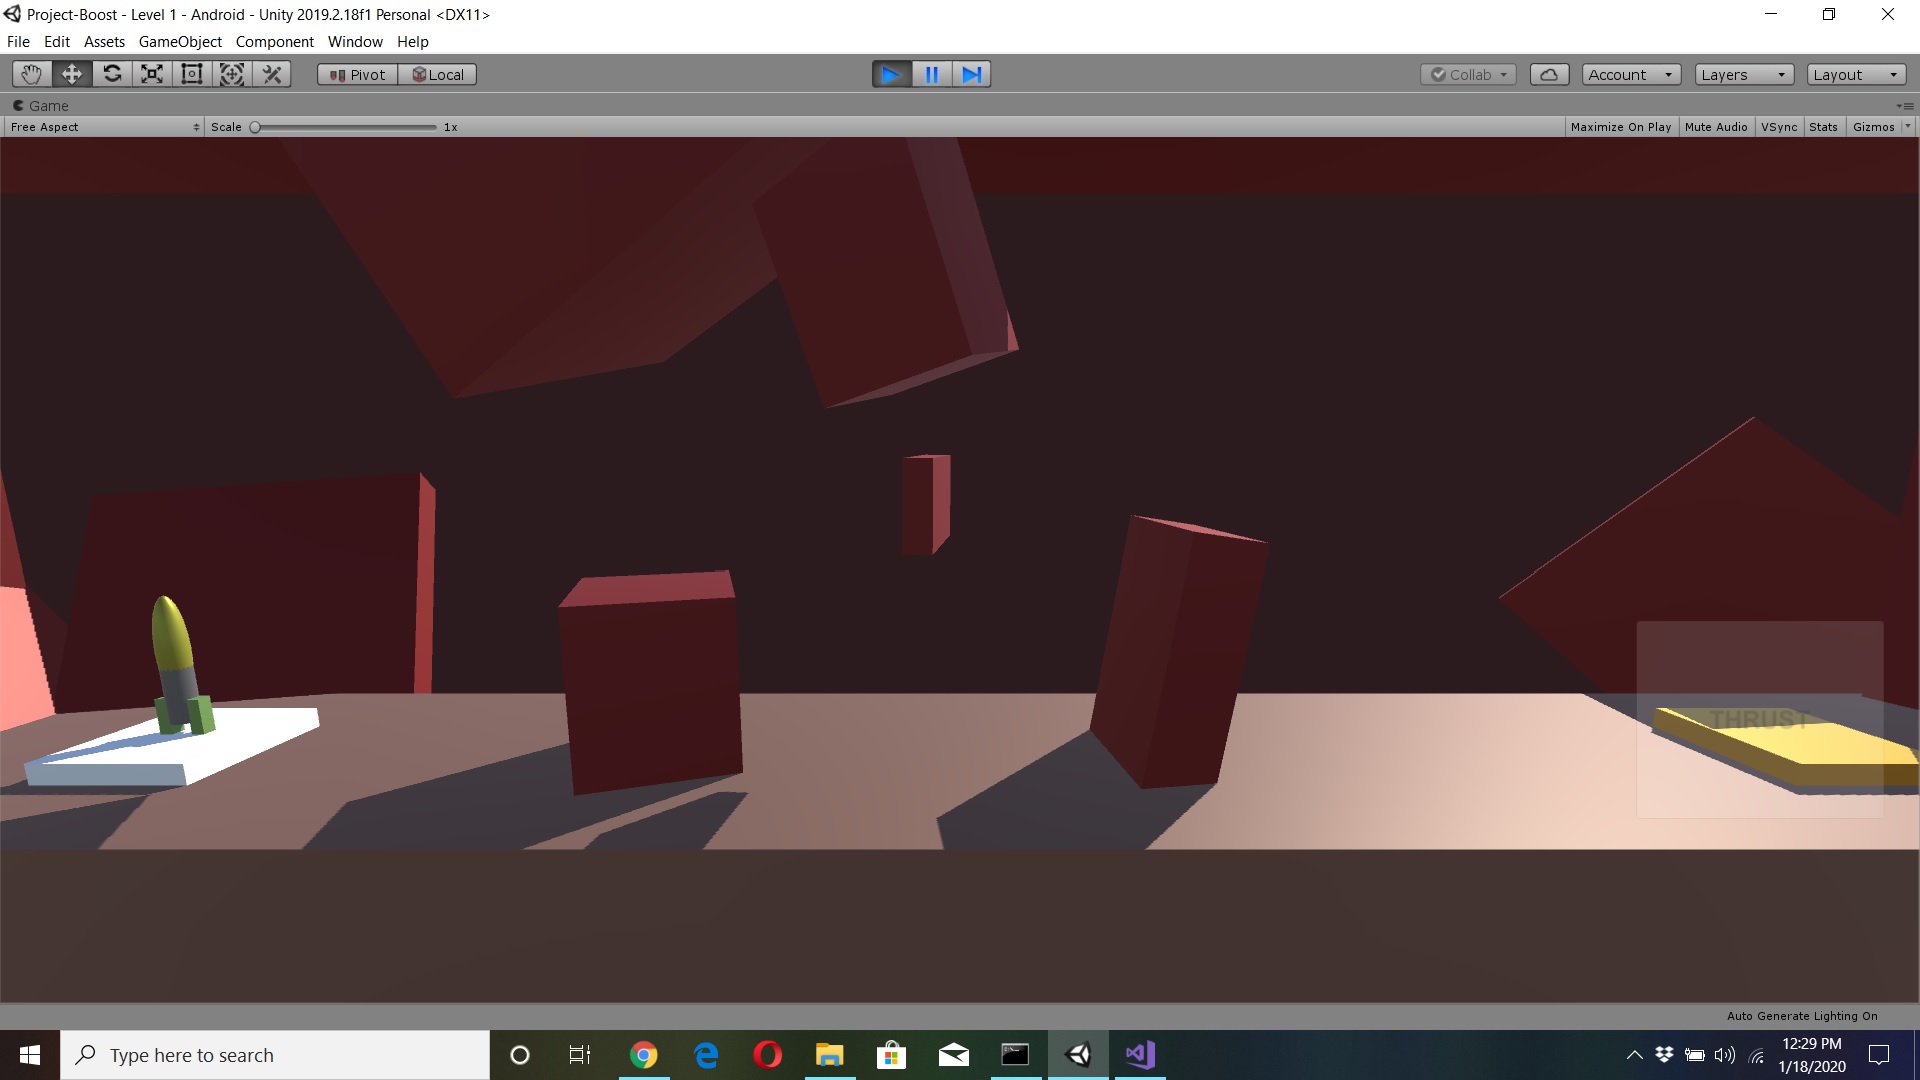 Project-Boost - Level 1 - Android - Unity 2019.2.18f1 Personal <DX11>
File Edit Assets GameObject Component Window Help
Pivot Local Collab Account Layers Layout
Game
Free Aspect Scale 1x Maximize On Play Mute Audio VSync Stats Gizmos
THRUST
Auto Generate Lighting On
Type here to search
12:29 PM
1/18/2020